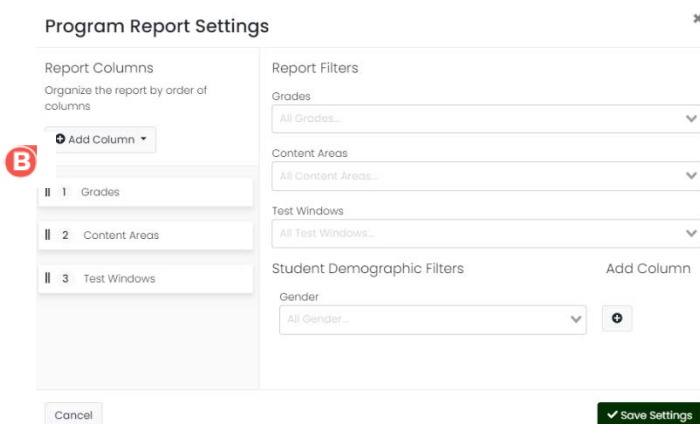 Program Report Settings
Report Columns
Organize the report by order of
columns
Add Column
B
1 Grades
2 Content Areas
3 Test Windows
Report Filters
Grades
All Grades...
Content Areas
All Content Areas...
Test Windows
All Test Windows...
Student Demographic Filters
Add Column
Gender
All Gender...
Cancel
Save Settings